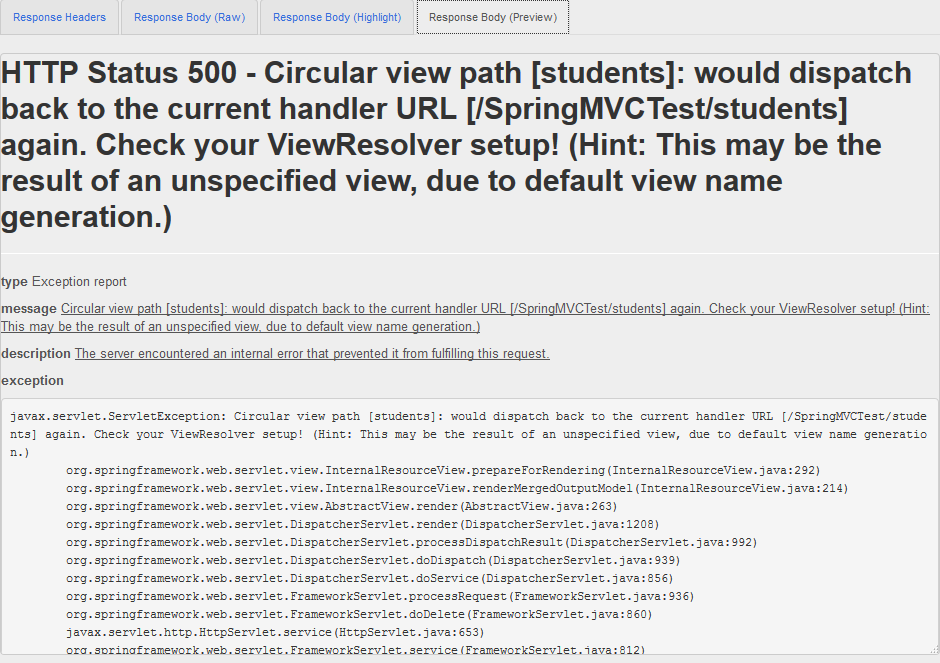 Response Headers Response Body (Raw) Response Body (Highlight) Response Body (Preview)
HTTP Status 500 - Circular view path [students]: would dispatch
back to the current handler URL [/SpringMVCTest/students]
again. Check your ViewResolver setup! (Hint: This may be the
result of an unspecified view, due to default view name
generation.)
type Exception report
message Circular view path [students]: would dispatch back to the current handler URL [/SpringMVCTest/students] again. Check your ViewResolver setup! (Hint:
This may be the result of an unspecified view, due to default view name generation.)
description The server encountered an internal error that prevented it from fulfilling this request.
exception
javax.servlet.ServletException: Circular view path [students]: would dispatch back to the current handler URL [/SpringMVCTest/stude
nts] again. Check your ViewResolver setup! (Hint: This may be the result of an unspecified view, due to default view name generatio
n.)
org.springframework.web.servlet.view.InternalResourceView.prepareForRendering(InternalResourceView.java:292)
org.springframework.web.servlet.view.InternalResourceView.renderMergedOutputModel(InternalResourceView.java:214)
org.springframework.web.servlet.view.AbstractView.render(AbstractView.java:263)
org.springframework.web.servlet.DispatcherServlet.render(DispatcherServlet.java:1208)
org.springframework.web.servlet.DispatcherServlet.processDispatchResult(DispatcherServlet.java:992)
org.springframework.web.servlet.DispatcherServlet.doDispatch(DispatcherServlet.java:939)
org.springframework.web.servlet.DispatcherServlet.doService(DispatcherServlet.java:856)
org.springframework.web.servlet.FrameworkServlet.processRequest(FrameworkServlet.java:936)
org.springframework.web.servlet.FrameworkServlet.doDelete(FrameworkServlet.java:860)
javax.servlet.http.HttpServlet.service(HttpServlet.java:653)
org.springframework.web.servlet.FrameworkServlet.service(FrameworkServlet.java:812)